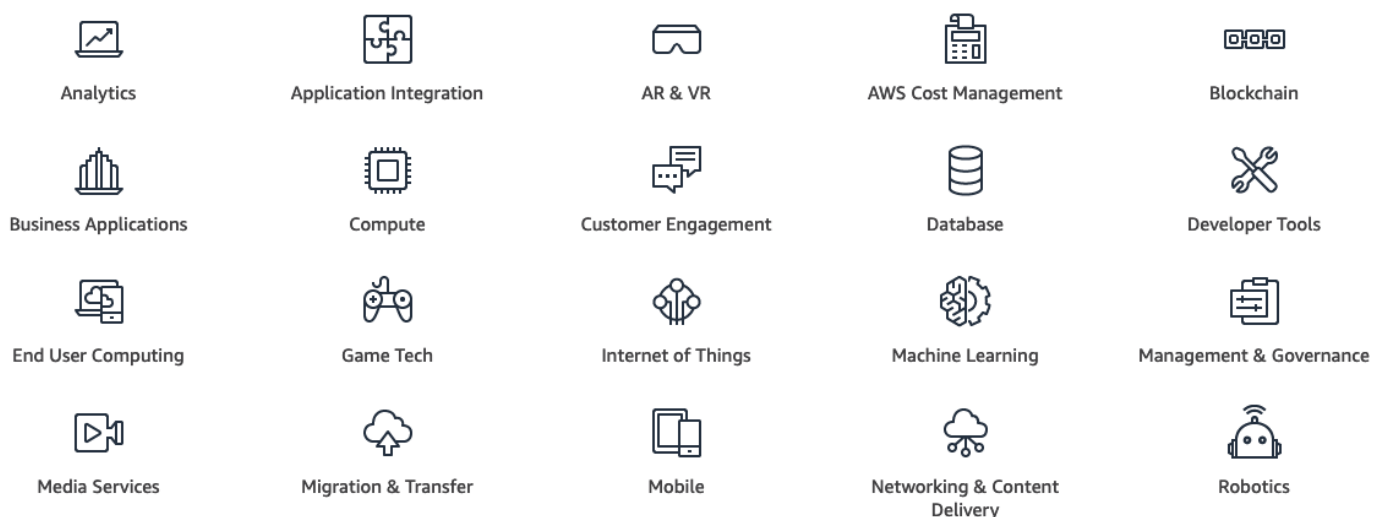 Analytics
Application Integration
AR & VR
AWS Cost Management
Blockchain
Business Applications
Compute
Customer Engagement
Database
Developer Tools
End User Computing
Game Tech
Internet of Things
Machine Learning
Management & Governance
Media Services
Migration & Transfer
Mobile
Networking & Content
Delivery
Robotics